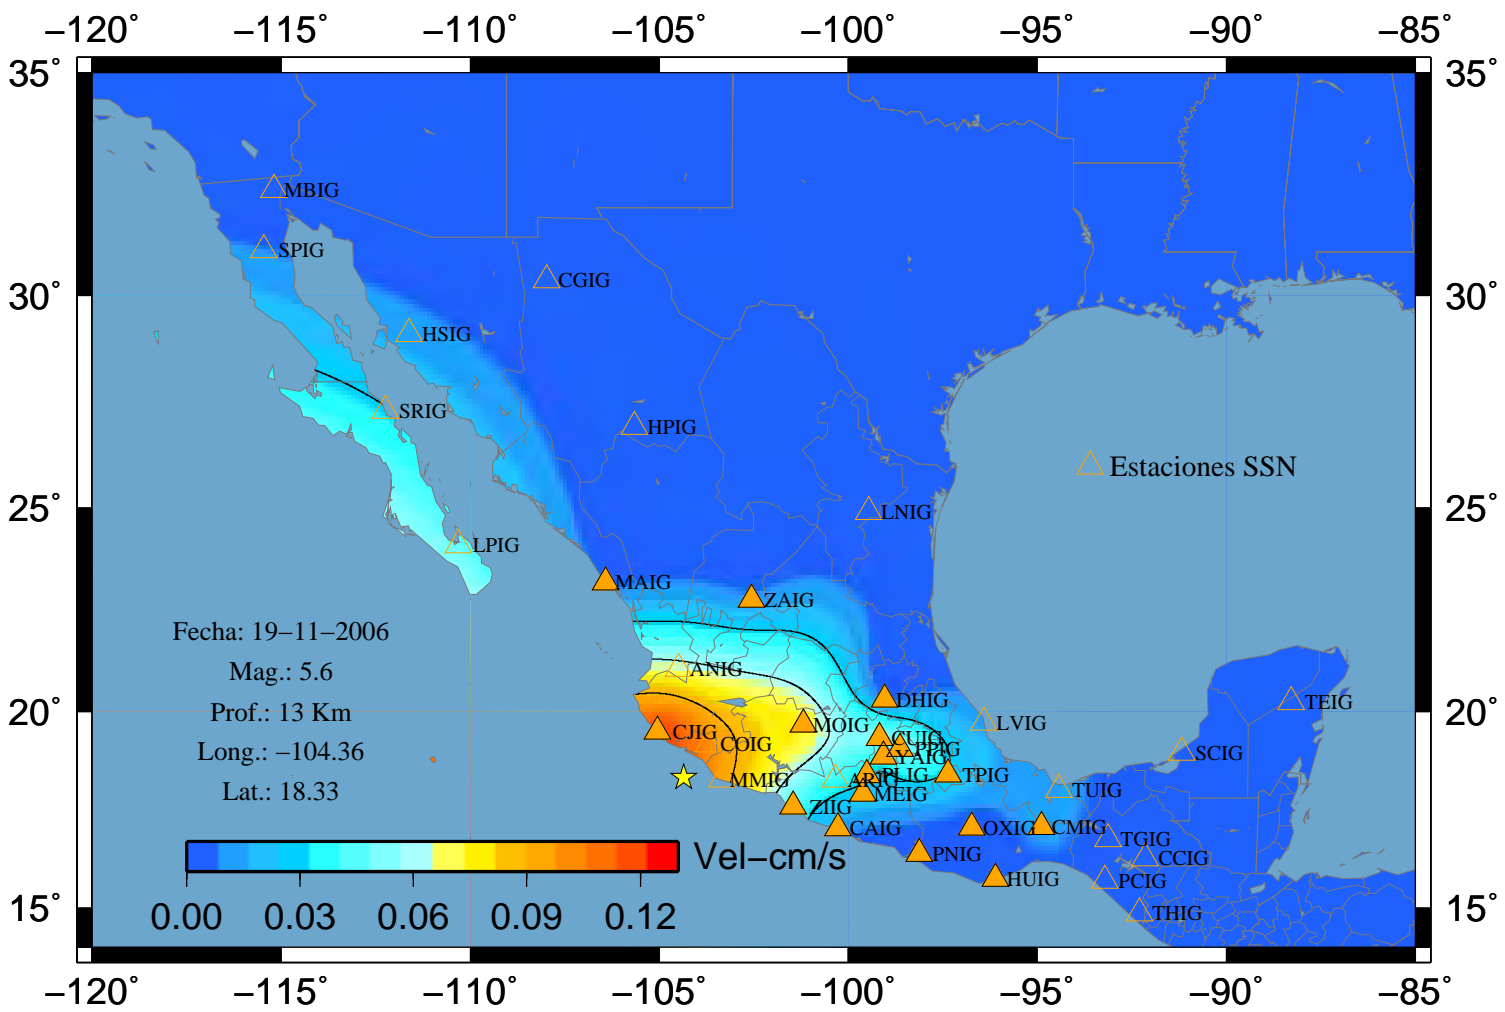 −120° −115° −110° −105° −100° −95° −90° −85°
35° 35°
MBIG
SPIG
CGIG
30° 30°
HSIG
SRIG
HPIG
Estaciones SSN
25° LNIG 25°
LPIG
MAIG
ZAIG
Fecha: 19−11−2006
Mag.: 5.6
ANIG
DHIG
TEIG
20° Prof.: 13 Km 20°
LVIG
MOIG
CJIG
CUIG
COIG
PPIG
Long.: −104.36
SCIG
YAIG
PLIG
TPIG
MMIG
ARIG
Lat.: 18.33
TUIG
MEIG
ZIIG
CAIG
OXIG
CMIG
TGIG
Vel−cm/s
PNIG
CCIG
HUIG
PCIG
15° 15°
THIG
0.00 0.03 0.06 0.09 0.12
−120° −115° −110° −105° −100° −95° −90° −85°